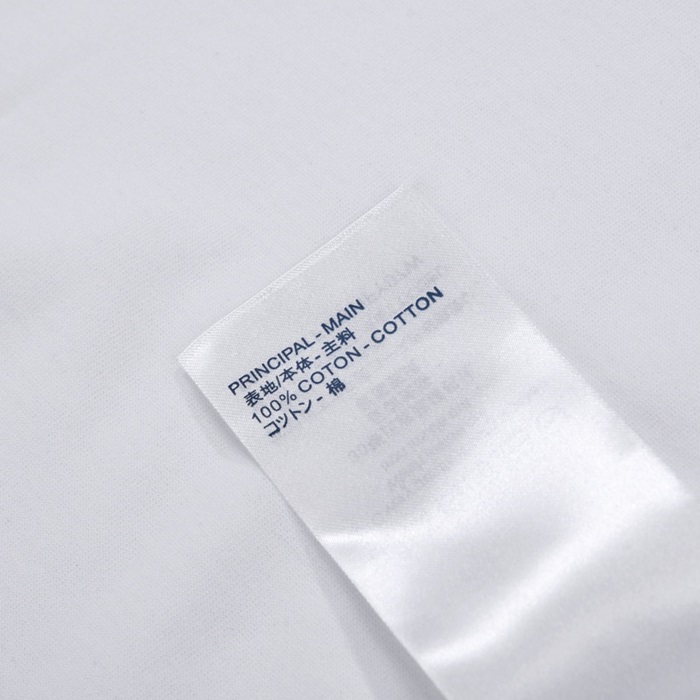 PRINCIPAL - MAIN
表地/本体 - 主料
100% COTON - COTTON
コットン - 棉